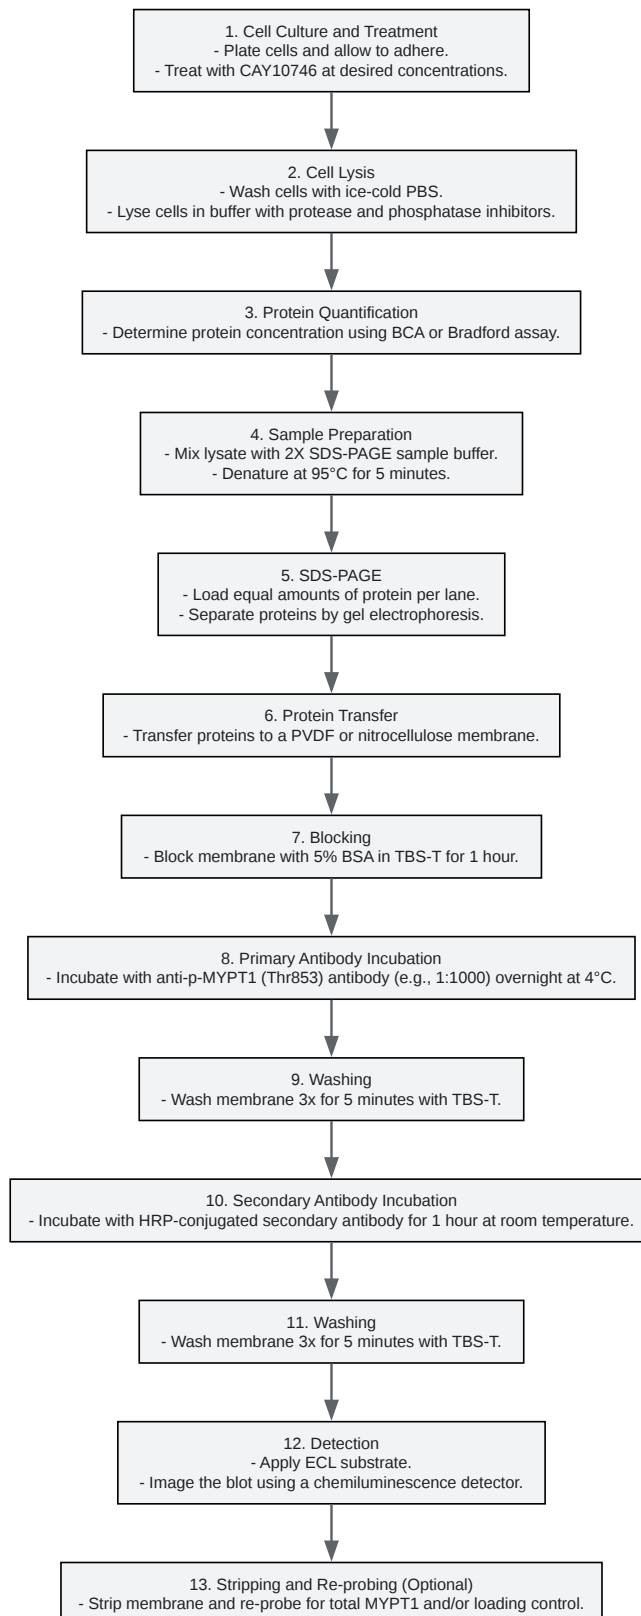 1. Cell Culture and Treatment
- Plate cells and allow to adhere.
- Treat with CAY10746 at desired concentrations.
2. Cell Lysis
- Wash cells with ice-cold PBS.
- Lyse cells in buffer with protease and phosphatase inhibitors.
3. Protein Quantification
- Determine protein concentration using BCA or Bradford assay.
4. Sample Preparation
- Mix lysate with 2X SDS-PAGE sample buffer.
- Denature at 95°C for 5 minutes.
5. SDS-PAGE
- Load equal amounts of protein per lane.
- Separate proteins by gel electrophoresis.
6. Protein Transfer
- Transfer proteins to a PVDF or nitrocellulose membrane.
7. Blocking
- Block membrane with 5% BSA in TBS-T for 1 hour.
8. Primary Antibody Incubation
- Incubate with anti-p-MYPT1 (Thr853) antibody (e.g., 1:1000) overnight at 4°C.
9. Washing
- Wash membrane 3x for 5 minutes with TBS-T.
10. Secondary Antibody Incubation
- Incubate with HRP-conjugated secondary antibody for 1 hour at room temperature.
11. Washing
- Wash membrane 3x for 5 minutes with TBS-T.
12. Detection
- Apply ECL substrate.
- Image the blot using a chemiluminescence detector.
13. Stripping and Re-probing (Optional)
- Strip membrane and re-probe for total MYPT1 and/or loading control.